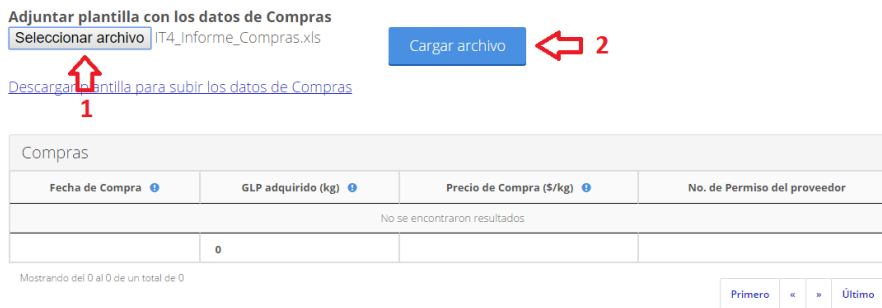 Adjuntar plantilla con los datos de Compras
Seleccionar archivo IT4_Informe_Compras.xls
Cargar archivo 2
Descargar plantilla para subir los datos de Compras
1
Compras
Fecha de Compra GLP adquirido (kg) Precio de Compra ($/kg) No. de Permiso del proveedor
No se encontraron resultados
0
Mostrando del 0 al 0 de un total de 0
Primero « » Último